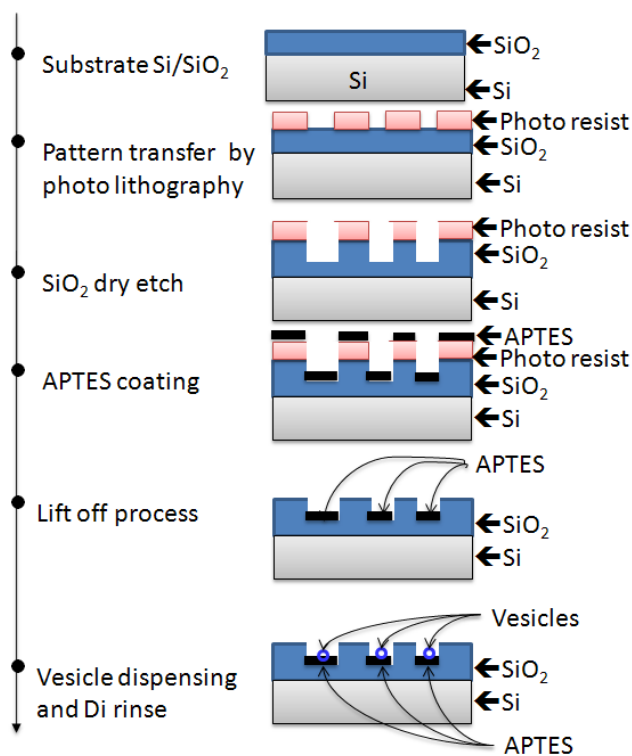 Substrate Si/SiO₂
SiO₂
Si
Si
Pattern transfer by
photo lithography
Photo resist
SiO₂
Si
SiO₂ dry etch
Photo resist
SiO₂
Si
APTES coating
APTES
Photo resist
SiO₂
Si
Lift off process
APTES
SiO₂
Si
Vesicle dispensing
and Di rinse
Vesicles
SiO₂
Si
APTES